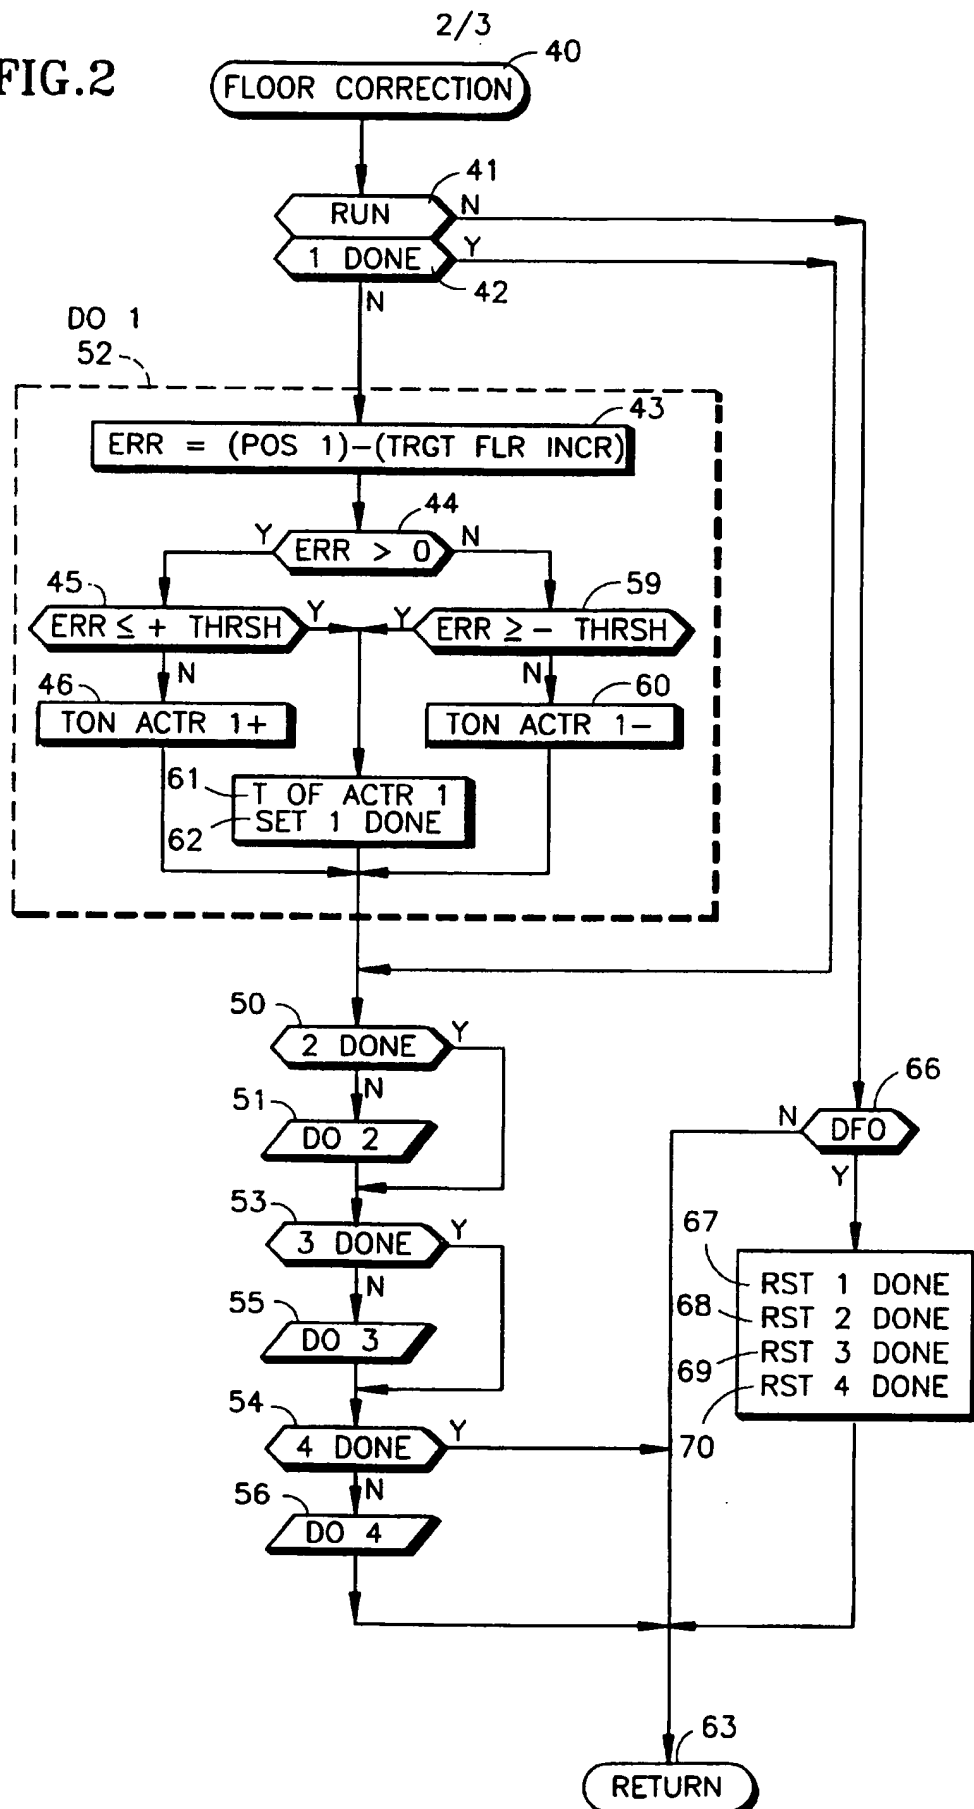 2/3
FIG.2
40
FLOOR CORRECTION
41
RUN
N
1 DONE
Y
42
N
DO 1
52
43
ERR = (POS 1)-(TRGT FLR INCR)
44
Y
ERR > 0
N
45
59
ERR ≤ + THRSH
Y
Y
ERR ≥ - THRSH
N
N
46
60
TON ACTR 1+
TON ACTR 1-
61
T OF ACTR 1
SET 1 DONE
62
50
2 DONE
Y
N
51
DO 2
53
3 DONE
Y
N
55
DO 3
54
4 DONE
Y
N
56
DO 4
66
N
DFO
Y
67
RST 1 DONE
68
RST 2 DONE
RST 3 DONE
69
RST 4 DONE
70
63
RETURN